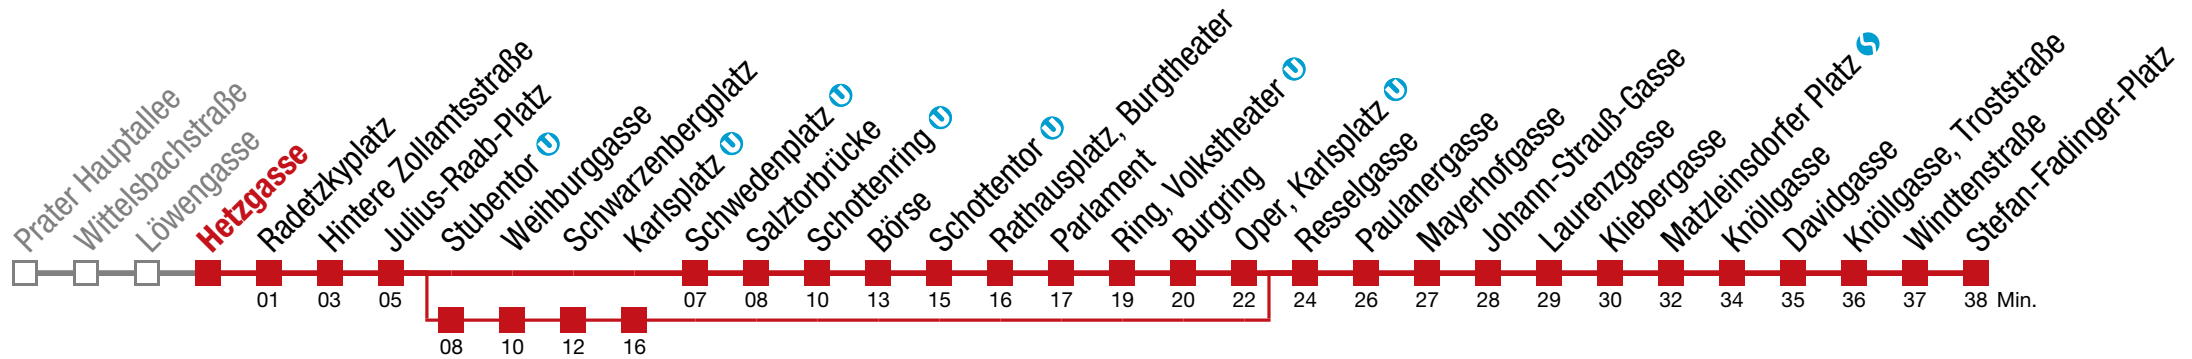 Prater Hauptallee
Wittelsbachstraße
Löwengasse
Hetzgasse
Radetzkyplatz
Hintere Zollamtsstraße
Julius-Raab-Platz
Stubentor
Weihburggasse
Schwarzenbergplatz
Karlsplatz
Schwedenplatz
Salztorbrücke
Schottenring
Börse
Schottentor
Rathausplatz, Burgtheater
Parlament
Ring, Volkstheater
Burgring
Oper, Karlsplatz
Resselgasse
Paulanergasse
Mayerhofgasse
Johann-Strauß-Gasse
Laurenzgasse
Kliebergasse
Matzleinsdorfer Platz
Knöllgasse
Davidgasse
Knöllgasse, Troststraße
Windtenstraße
Stefan-Fadinger-Platz
01 03 05 07 08 10 13 15 16 17 19 20 22 24 26 27 28 29 30 32 34 35 36 37 38 Min.
08 10 12 16